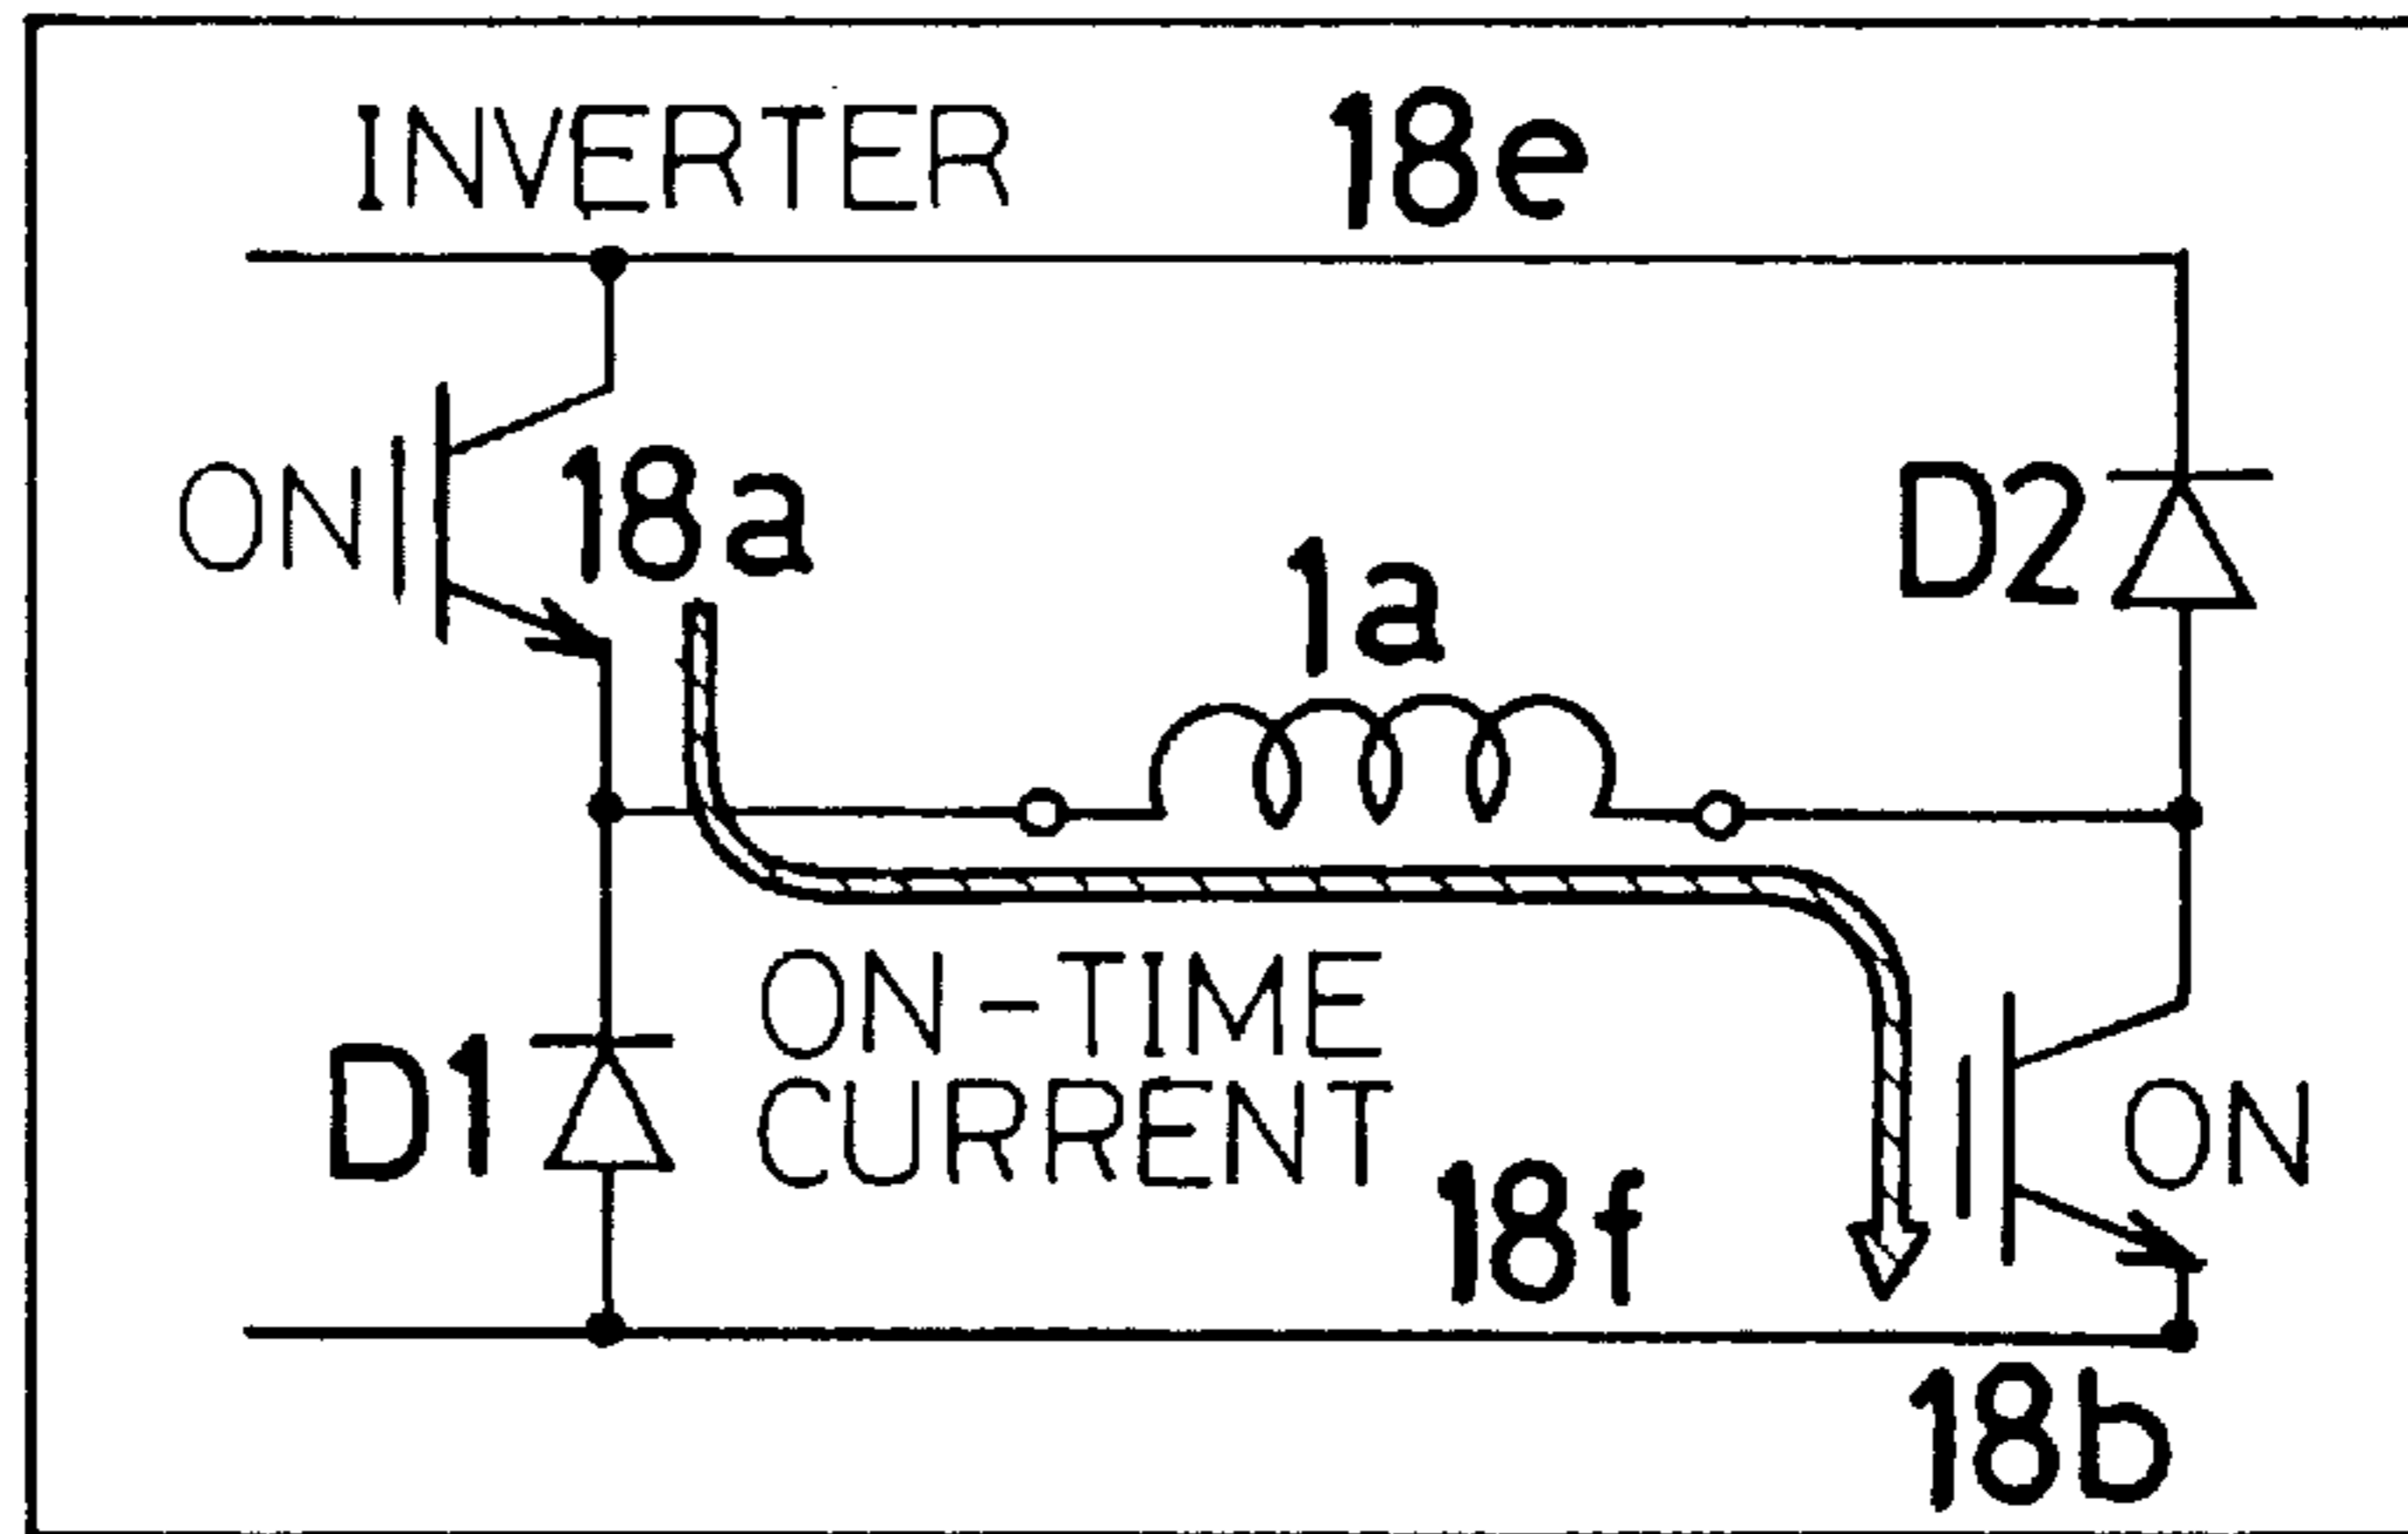 INVERTER 18e
ON 18a
1a
D2
ON-TIME
CURRENT
D1
18f
ON
18b